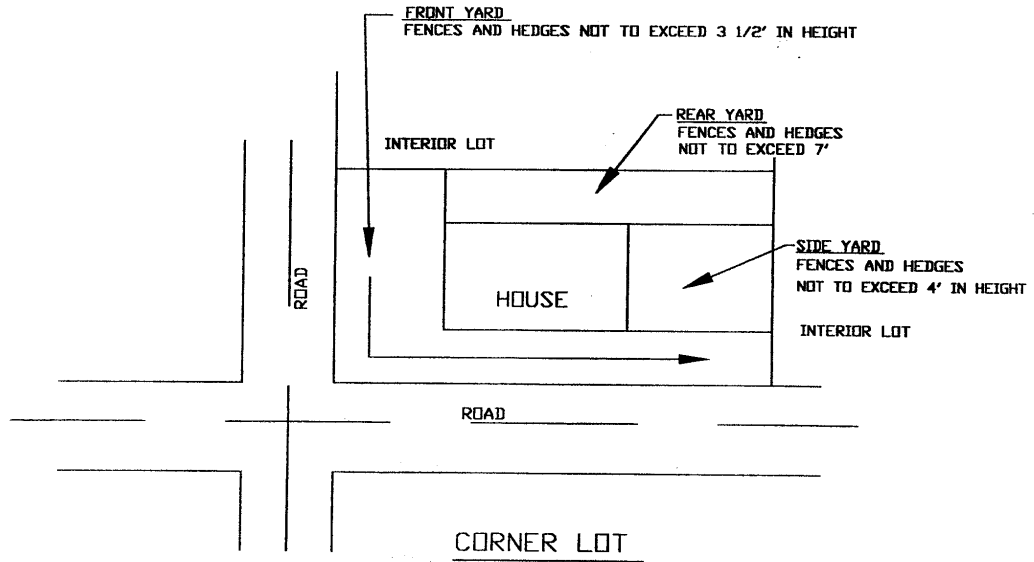 FRONT YARD
FENCES AND HEDGES NOT TO EXCEED 3 1/2' IN HEIGHT
REAR YARD
FENCES AND HEDGES
NOT TO EXCEED 7'
INTERIOR LOT
SIDE YARD
FENCES AND HEDGES
NOT TO EXCEED 4' IN HEIGHT
ROAD
HOUSE
INTERIOR LOT
ROAD
CORNER LOT